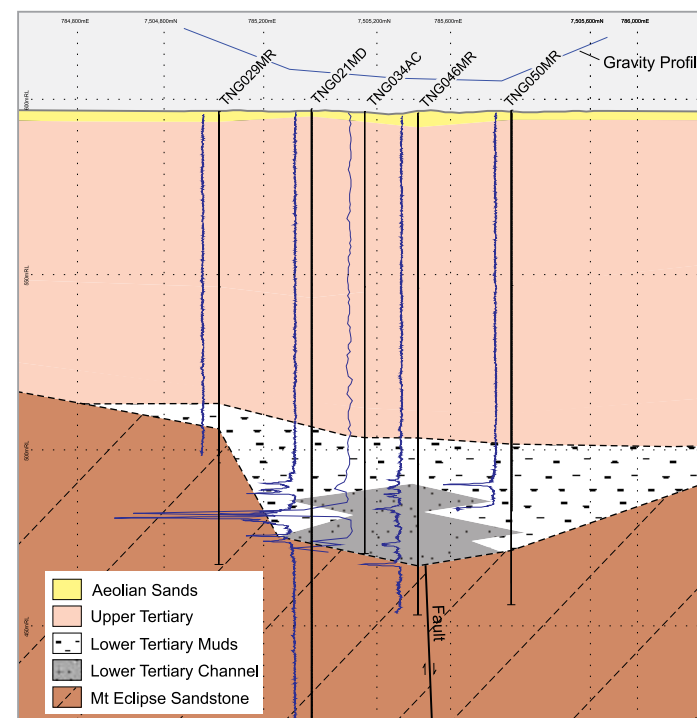 784,800mE
7,504,800mN
785,200mE
7,505,200mN
785,600mE
7,505,600mN
786,000mE
Gravity Profil
TNG029MR
TNG021MD
TNG034AC
TNG046MR
TNG050MR
550mRL
450mRL
Fault
Aeolian Sands
Upper Tertiary
Lower Tertiary Muds
Lower Tertiary Channel
Mt Eclipse Sandstone